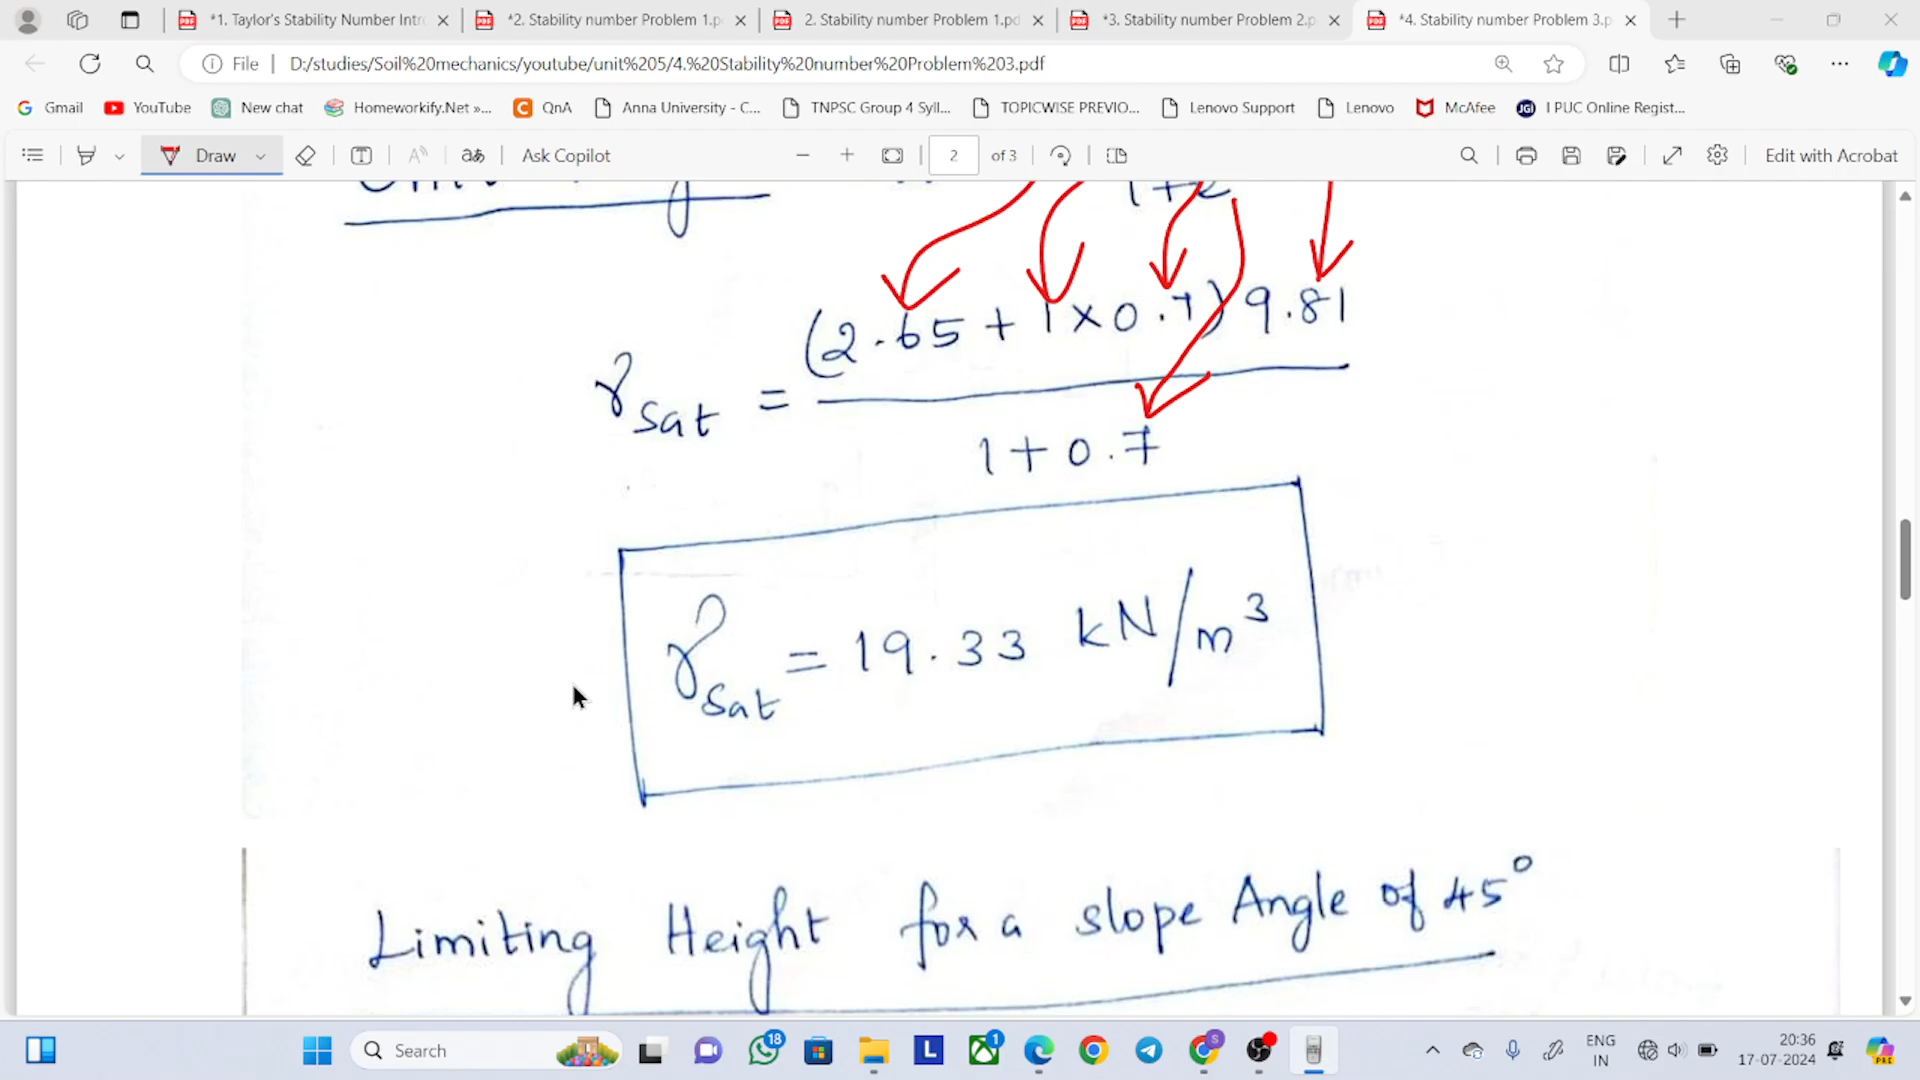 *1. Taylor's Stability Number Intr
*2. Stability number Problem 1.p
2. Stability number Problem 1.pd
*3. Stability number Problem 2.p
*4. Stability number Problem 3.p
File
D:/studies/Soil%20mechanics/youtube/unit%205/4.%20Stability%20number%20Problem%203.pdf
Gmail
YouTube
New chat
Homeworkify.Net »...
QnA
Anna University - C...
TNPSC Group 4 Syll...
TOPICWISE PREVIO...
Lenovo Support
Lenovo
McAfee
I PUC Online Regist...
Draw
Ask Copilot
2
of 3
Edit with Acrobat
1+e
γsat = (2.65 + 1 × 0.7) 9.81
1+0.7
γsat = 19.33 kN/m³
Limiting Height for a slope Angle of 45°
Search
18
1
ENG
IN
20:36
17-07-2024